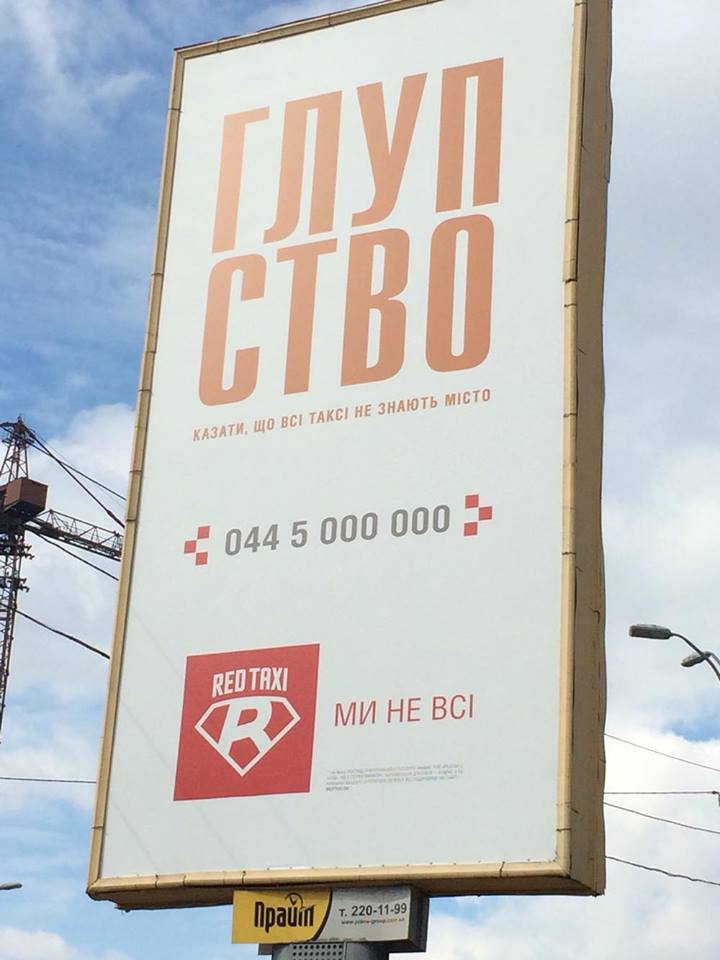 ГЛУП
СТВО
КАЗАТИ, ЩО ВСІ ТАКСІ НЕ ЗНАЮТЬ МІСТО
044 5 000 000
RED TAXI
R
МИ НЕ ВСІ
Прайм
т. 220-11-99